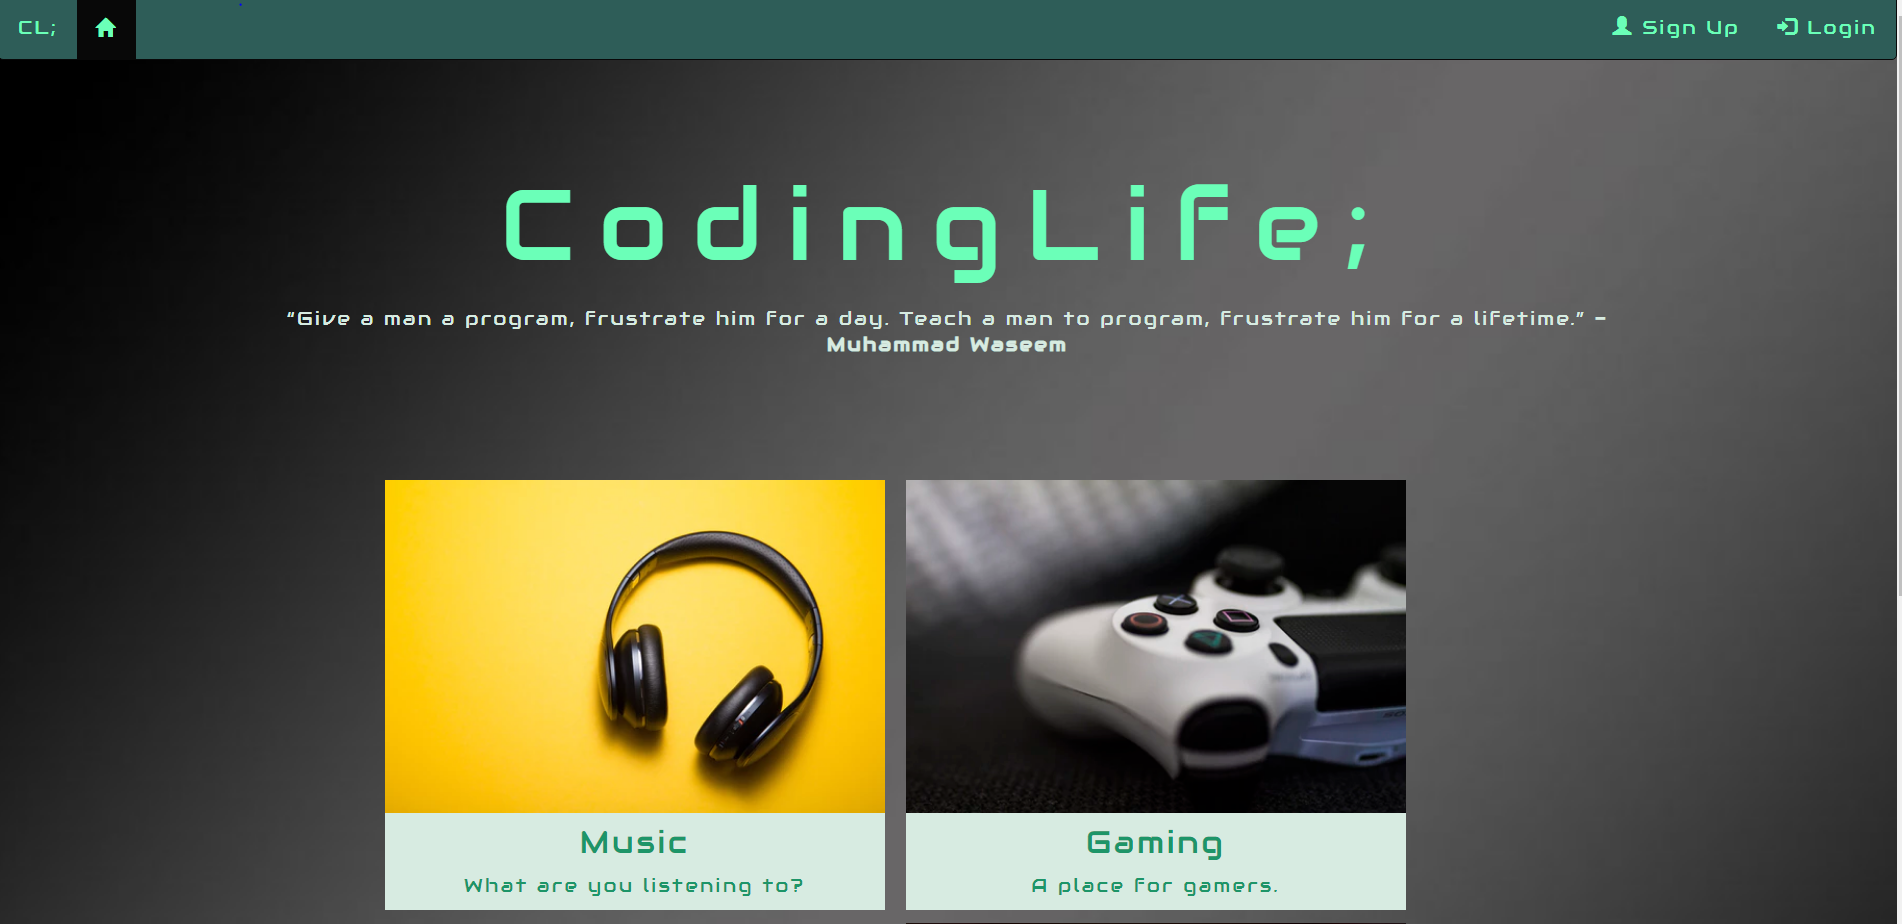 CL;
Sign Up
Login
CodingLife;
“Give a man a program, frustrate him for a day. Teach a man to program, frustrate him for a lifetime.” -
Muhammad Waseem
Music
What are you listening to?
Gaming
A place for gamers.